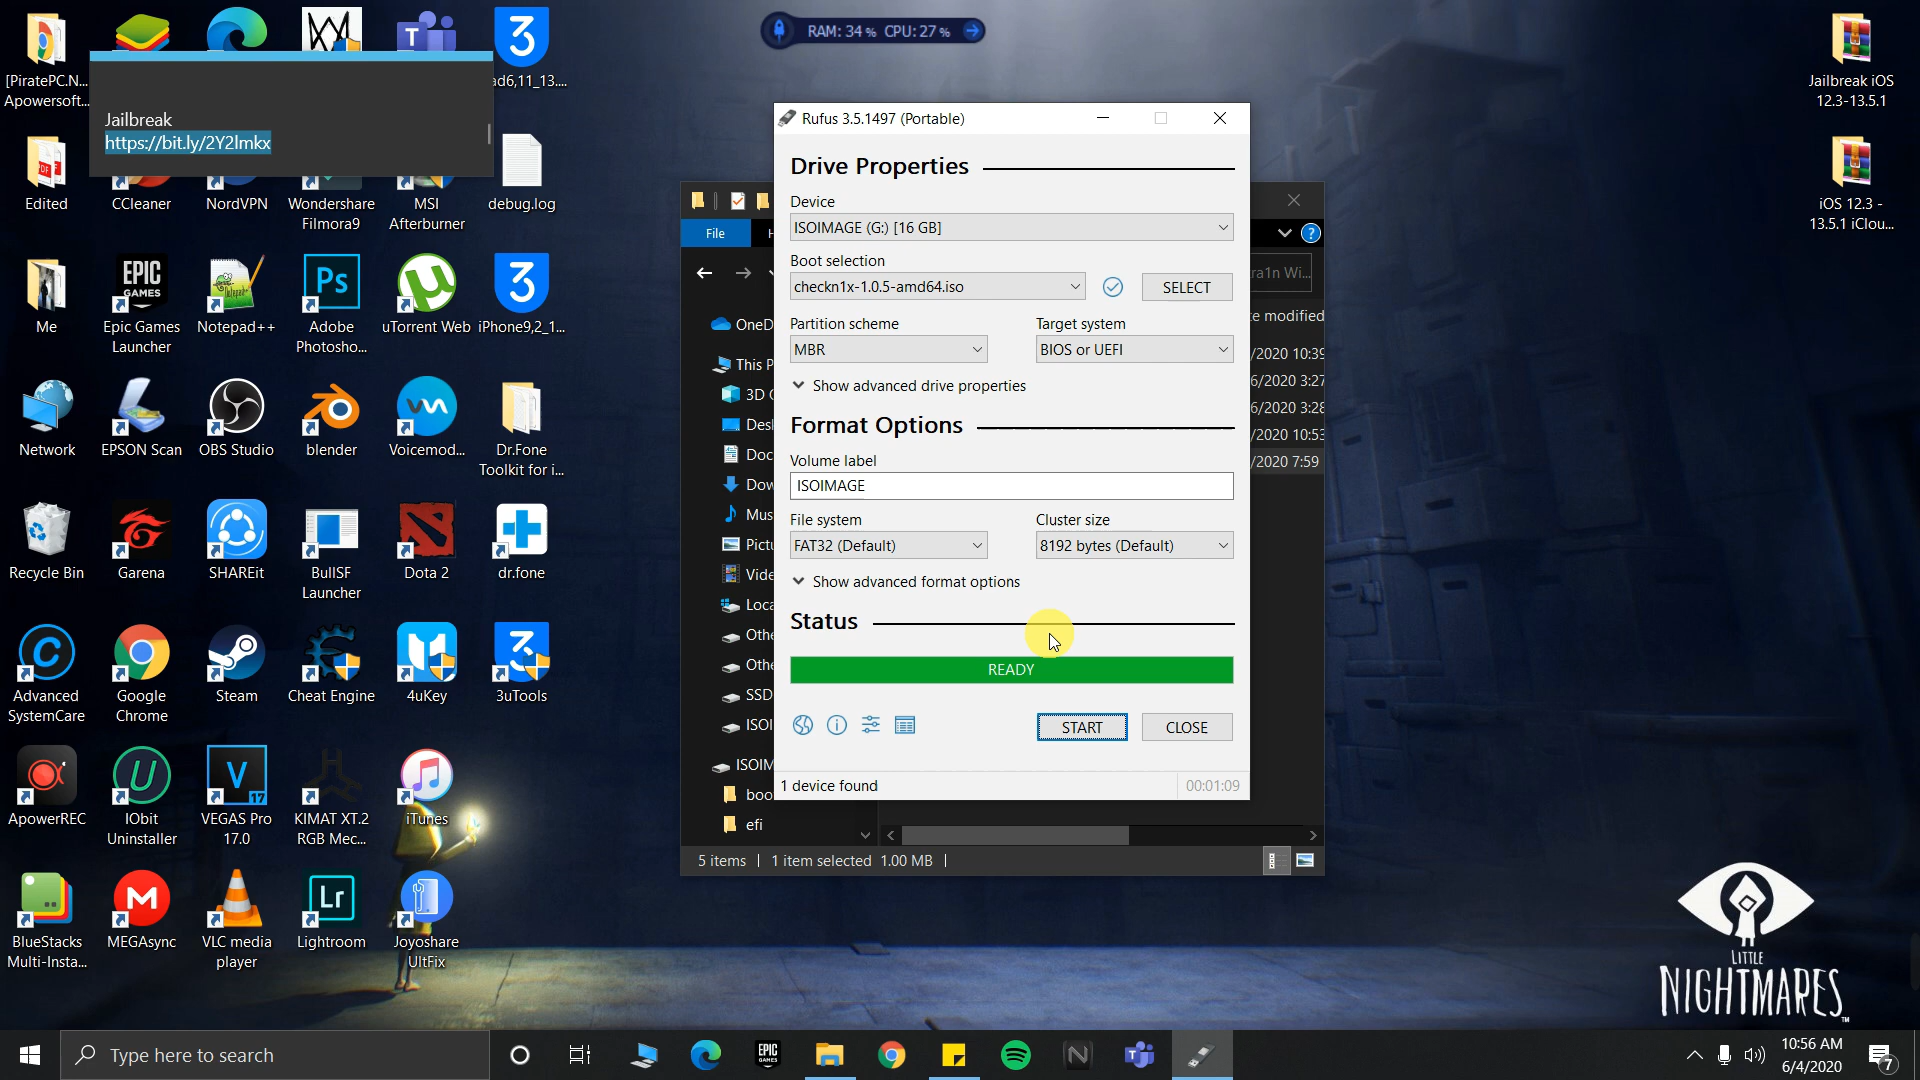 RAM: 34 % CPU: 27 %
[PiratePC.N...
Apowersoft...
ad6,11_13....
Jailbreak iOS
12.3-13.5.1
Jailbreak
https://bit.ly/2Y2lmkx
Edited
CCleaner
NordVPN
Wondershare
Filmora9
MSI
Afterburner
debug.log
iOS 12.3 -
13.5.1 iClou...
Me
Epic Games
Launcher
Notepad++
Adobe
Photosho...
uTorrent Web
iPhone9,2_1...
Network
EPSON Scan
OBS Studio
blender
Voicemod...
Dr.Fone
Toolkit for i...
Recycle Bin
Garena
SHAREit
BullSF
Launcher
Dota 2
dr.fone
Advanced
SystemCare
Google
Chrome
Steam
Cheat Engine
4uKey
3uTools
ApowerREC
IObit
Uninstaller
VEGAS Pro
17.0
KIMAT XT.2
RGB Mec...
iTunes
BlueStacks
Multi-Insta...
MEGAsync
VLC media
player
Lightroom
Joyoshare
UltFix
Rufus 3.5.1497 (Portable)
Drive Properties
Device
ISOIMAGE (G:) [16 GB]
Boot selection
checkn1x-1.0.5-amd64.iso
SELECT
Partition scheme
Target system
MBR
BIOS or UEFI
Show advanced drive properties
Format Options
Volume label
ISOIMAGE
File system
Cluster size
FAT32 (Default)
8192 bytes (Default)
Show advanced format options
Status
READY
START
CLOSE
1 device found
00:01:09
File
H
ra1n Wi...
te modified
/2020 10:39
6/2020 3:27
6/2020 3:28
/2020 10:53
/2020 7:59
OneD
This P
3D O
Desk
Doc
Dow
Mus
Pictu
Vide
Loca
Othe
Othe
SSD
ISOI
ISOIM
boo
efi
5 items
1 item selected 1.00 MB
LITTLE
NIGHTMARES
TM
Type here to search
10:56 AM
6/4/2020
7